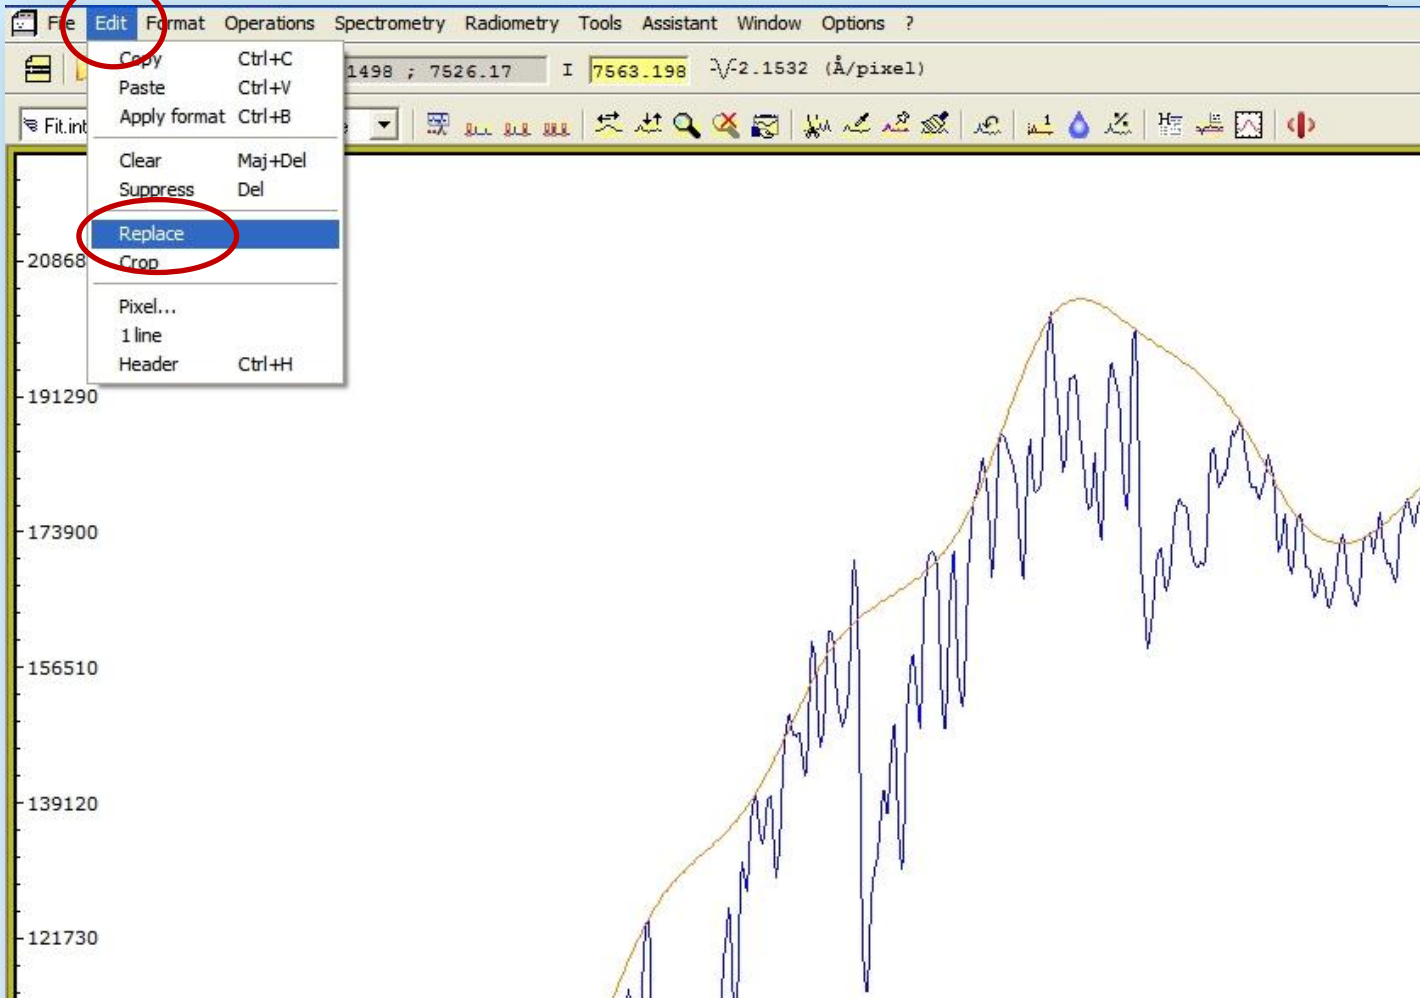 File Edit Format Operations Spectrometry Radiometry Tools Assistant Window Options ?
1498 ; 7526.17 I 7563.198 -2.1532 (Å/pixel)
Fit.int
Copy Ctrl+C
Paste Ctrl+V
Apply format Ctrl+B
Clear Maj+Del
Suppress Del
Replace
Crop
Pixel...
1 line
Header Ctrl+H
20868
191290
173900
156510
139120
121730